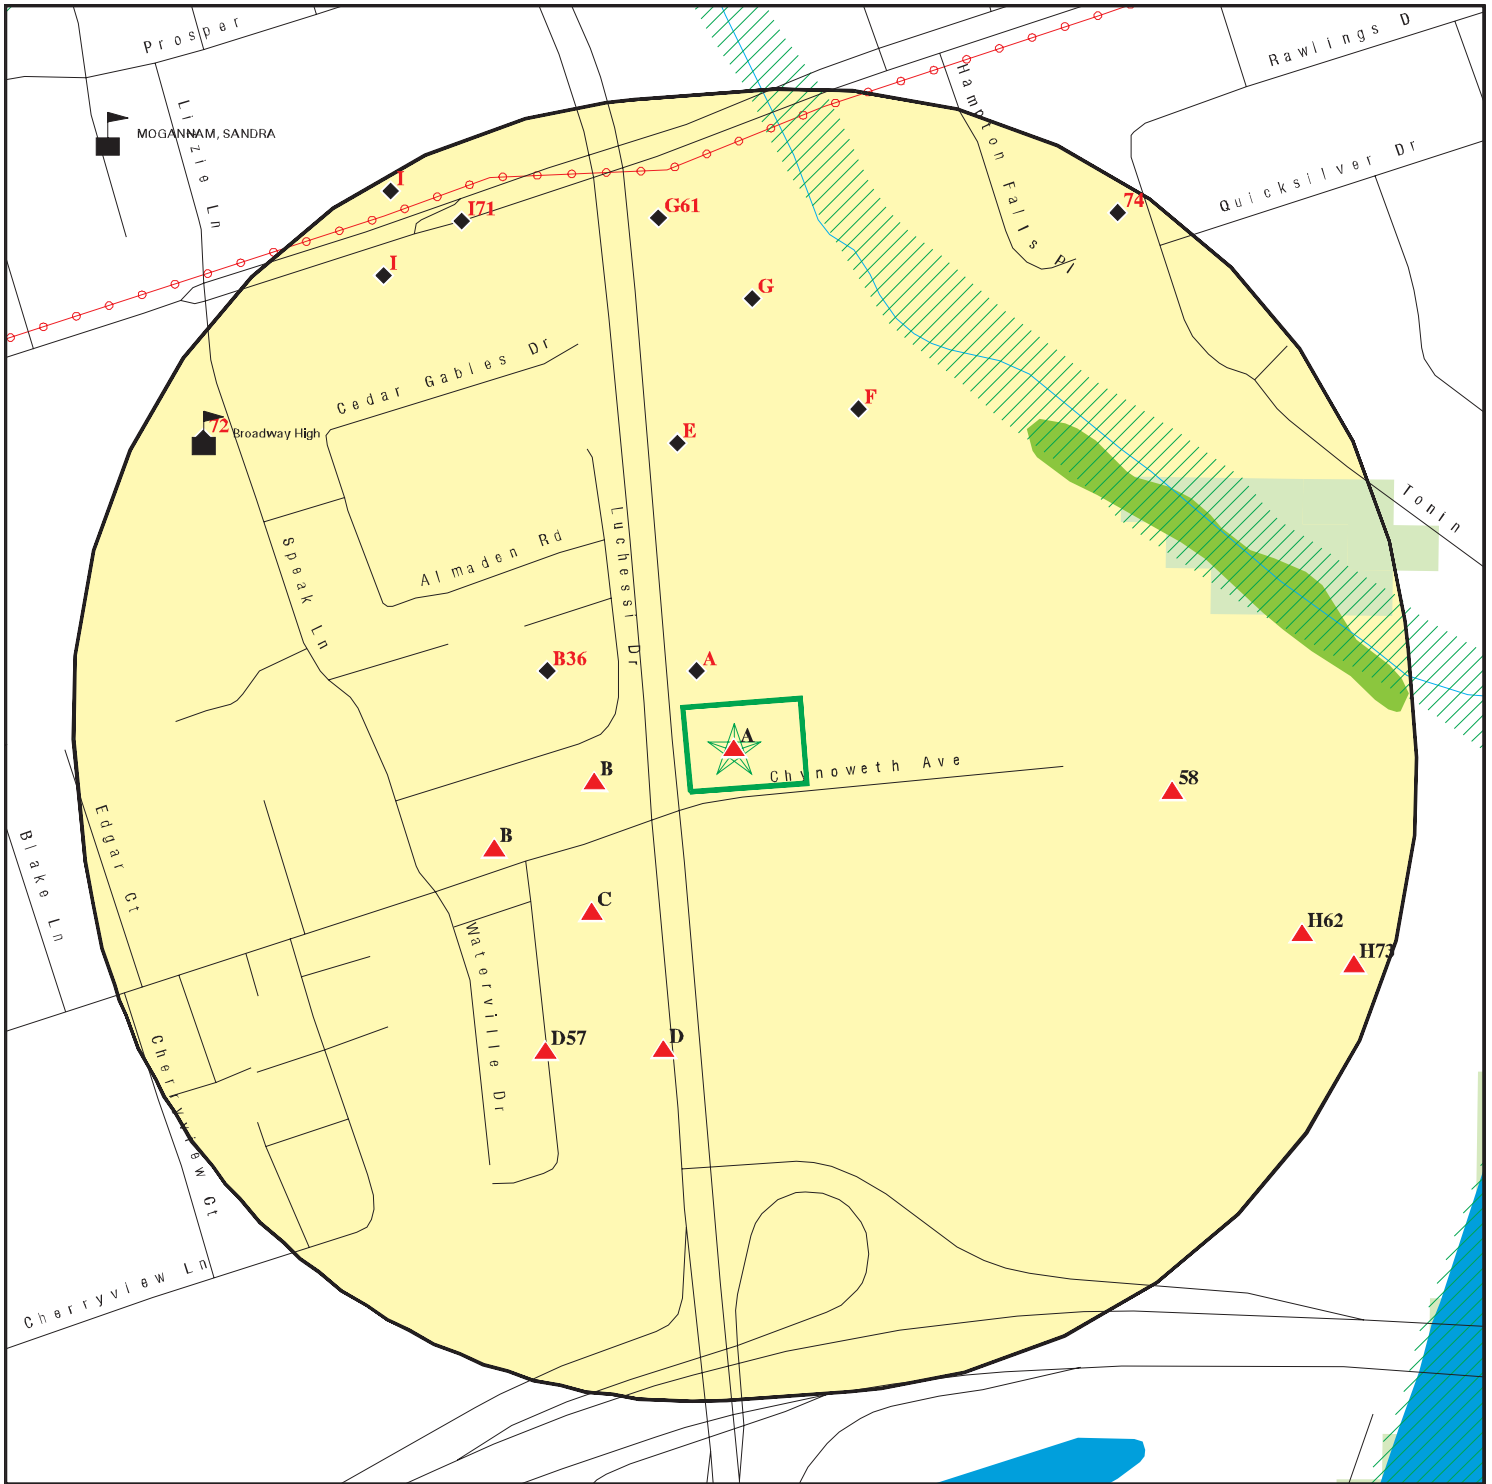 Prosper
Rawlings D
Lizzie Ln
MOGANNAM, SANDRA
Hampton Falls Pl
Quicksilver Dr
I
I71
G61
74
I
G
Cedar Gables Dr
F
72
Broadway High
E
Tonin
Luchessi Dr
Speak Ln
Almaden Rd
B36
A
A
Chynoweth Ave
B
58
Edgar Ct
Blake Ln
B
C
H62
Waterville Dr
H73
D57
D
Cherryview Ct
Cherryview Ln